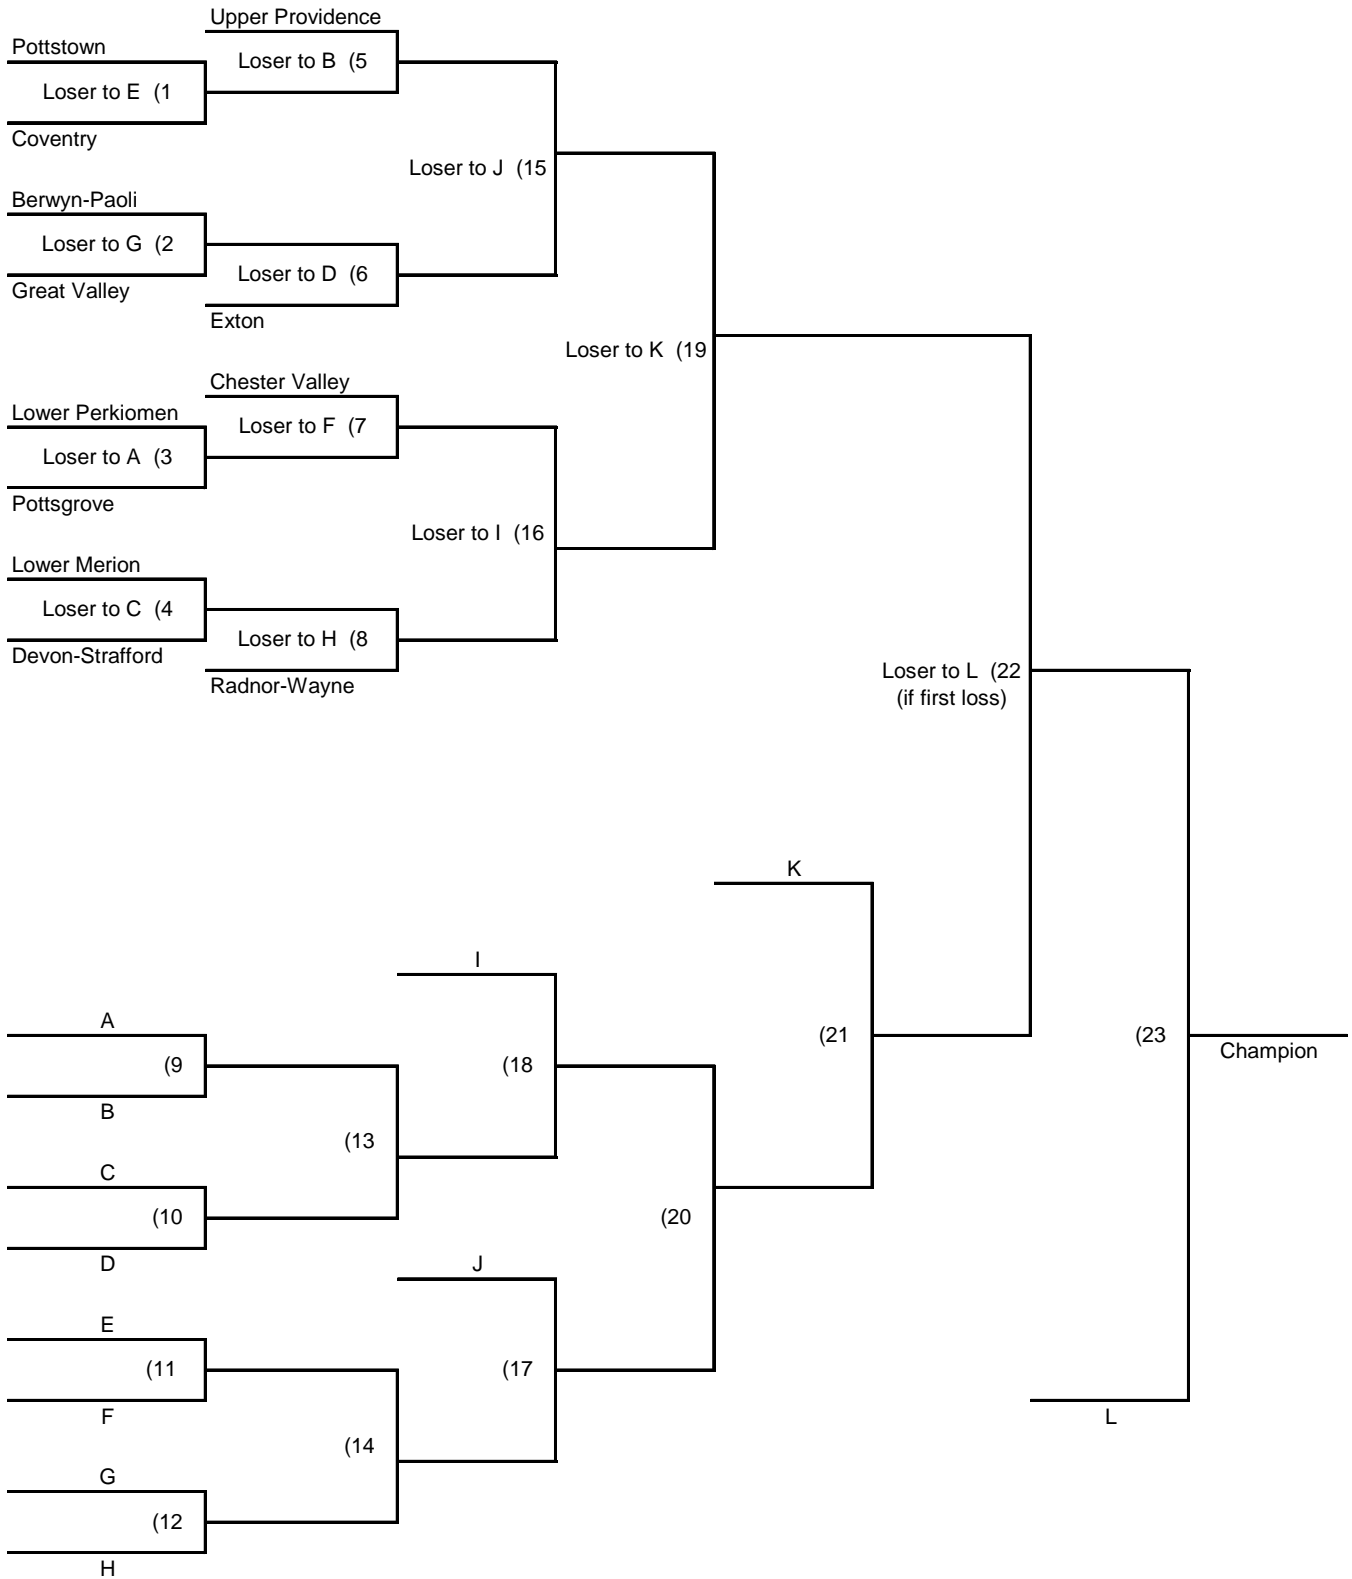 Upper Providence
Pottstown
Loser to B (5
Loser to E (1
Coventry
Loser to J (15
Berwyn-Paoli
Loser to G (2
Loser to D (6
Great Valley
Exton
Loser to K (19
Chester Valley
Lower Perkiomen
Loser to F (7
Loser to A (3
Pottsgrove
Loser to I (16
Lower Merion
Loser to C (4
Loser to H (8
Devon-Strafford
Radnor-Wayne
Loser to L (22
(if first loss)
K
I
A
(21
(23
Champion
(9
(18
B
(13
C
(10
(20
D
J
E
(11
(17
F
L
(14
G
(12
H